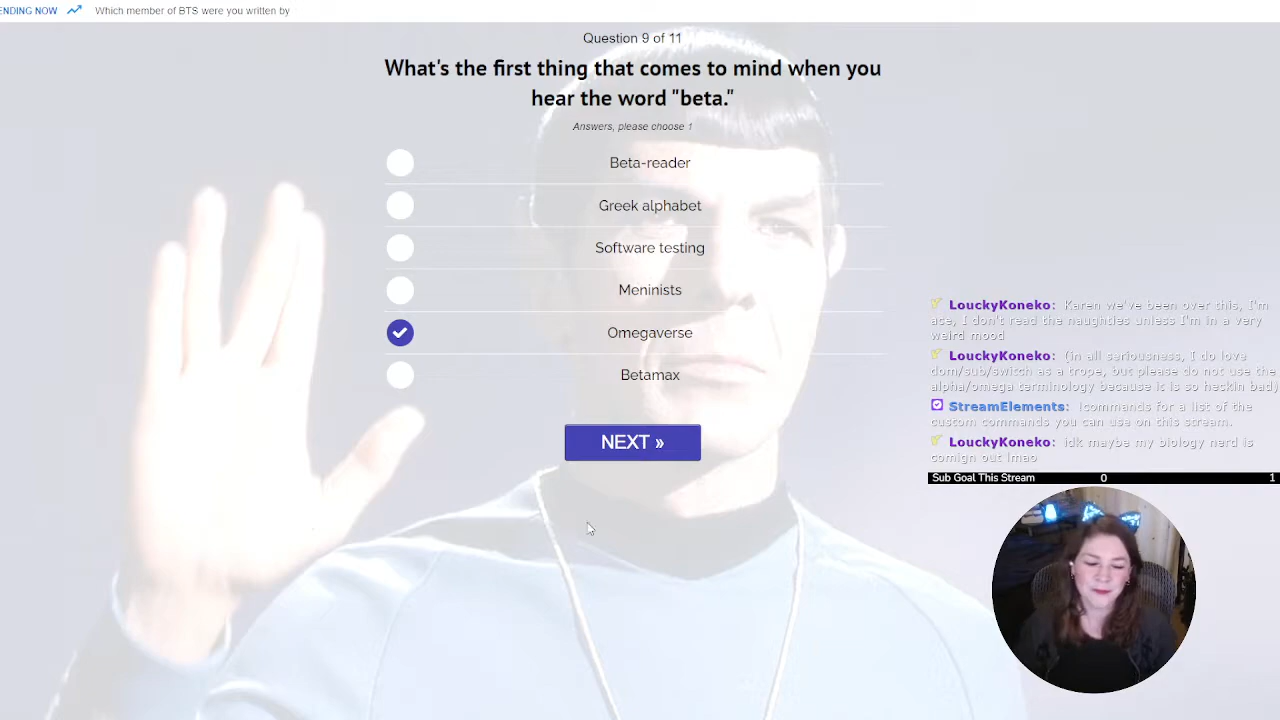 ENDING NOW Which member of BTS were you written by
Question 9 of 11
What's the first thing that comes to mind when you
hear the word "beta."
Answers, please choose 1
Beta-reader
Greek alphabet
Software testing
Meninists
Omegaverse
Betamax
NEXT »
LouckyKoneko: Karen we've been over this, I'm
ace, I don't read the naughties unless I'm in a very
weird mood
LouckyKoneko: (in all seriousness, I do love
dom/sub/switch as a trope, but please do not use the
alpha/omega terminology because it is so heckin bad,
StreamElements: !commands for a list of the
custom commands you can use on this stream.
LouckyKoneko: idk maybe my biology nerd is
comign out lmao
Sub Goal This Stream 0 1